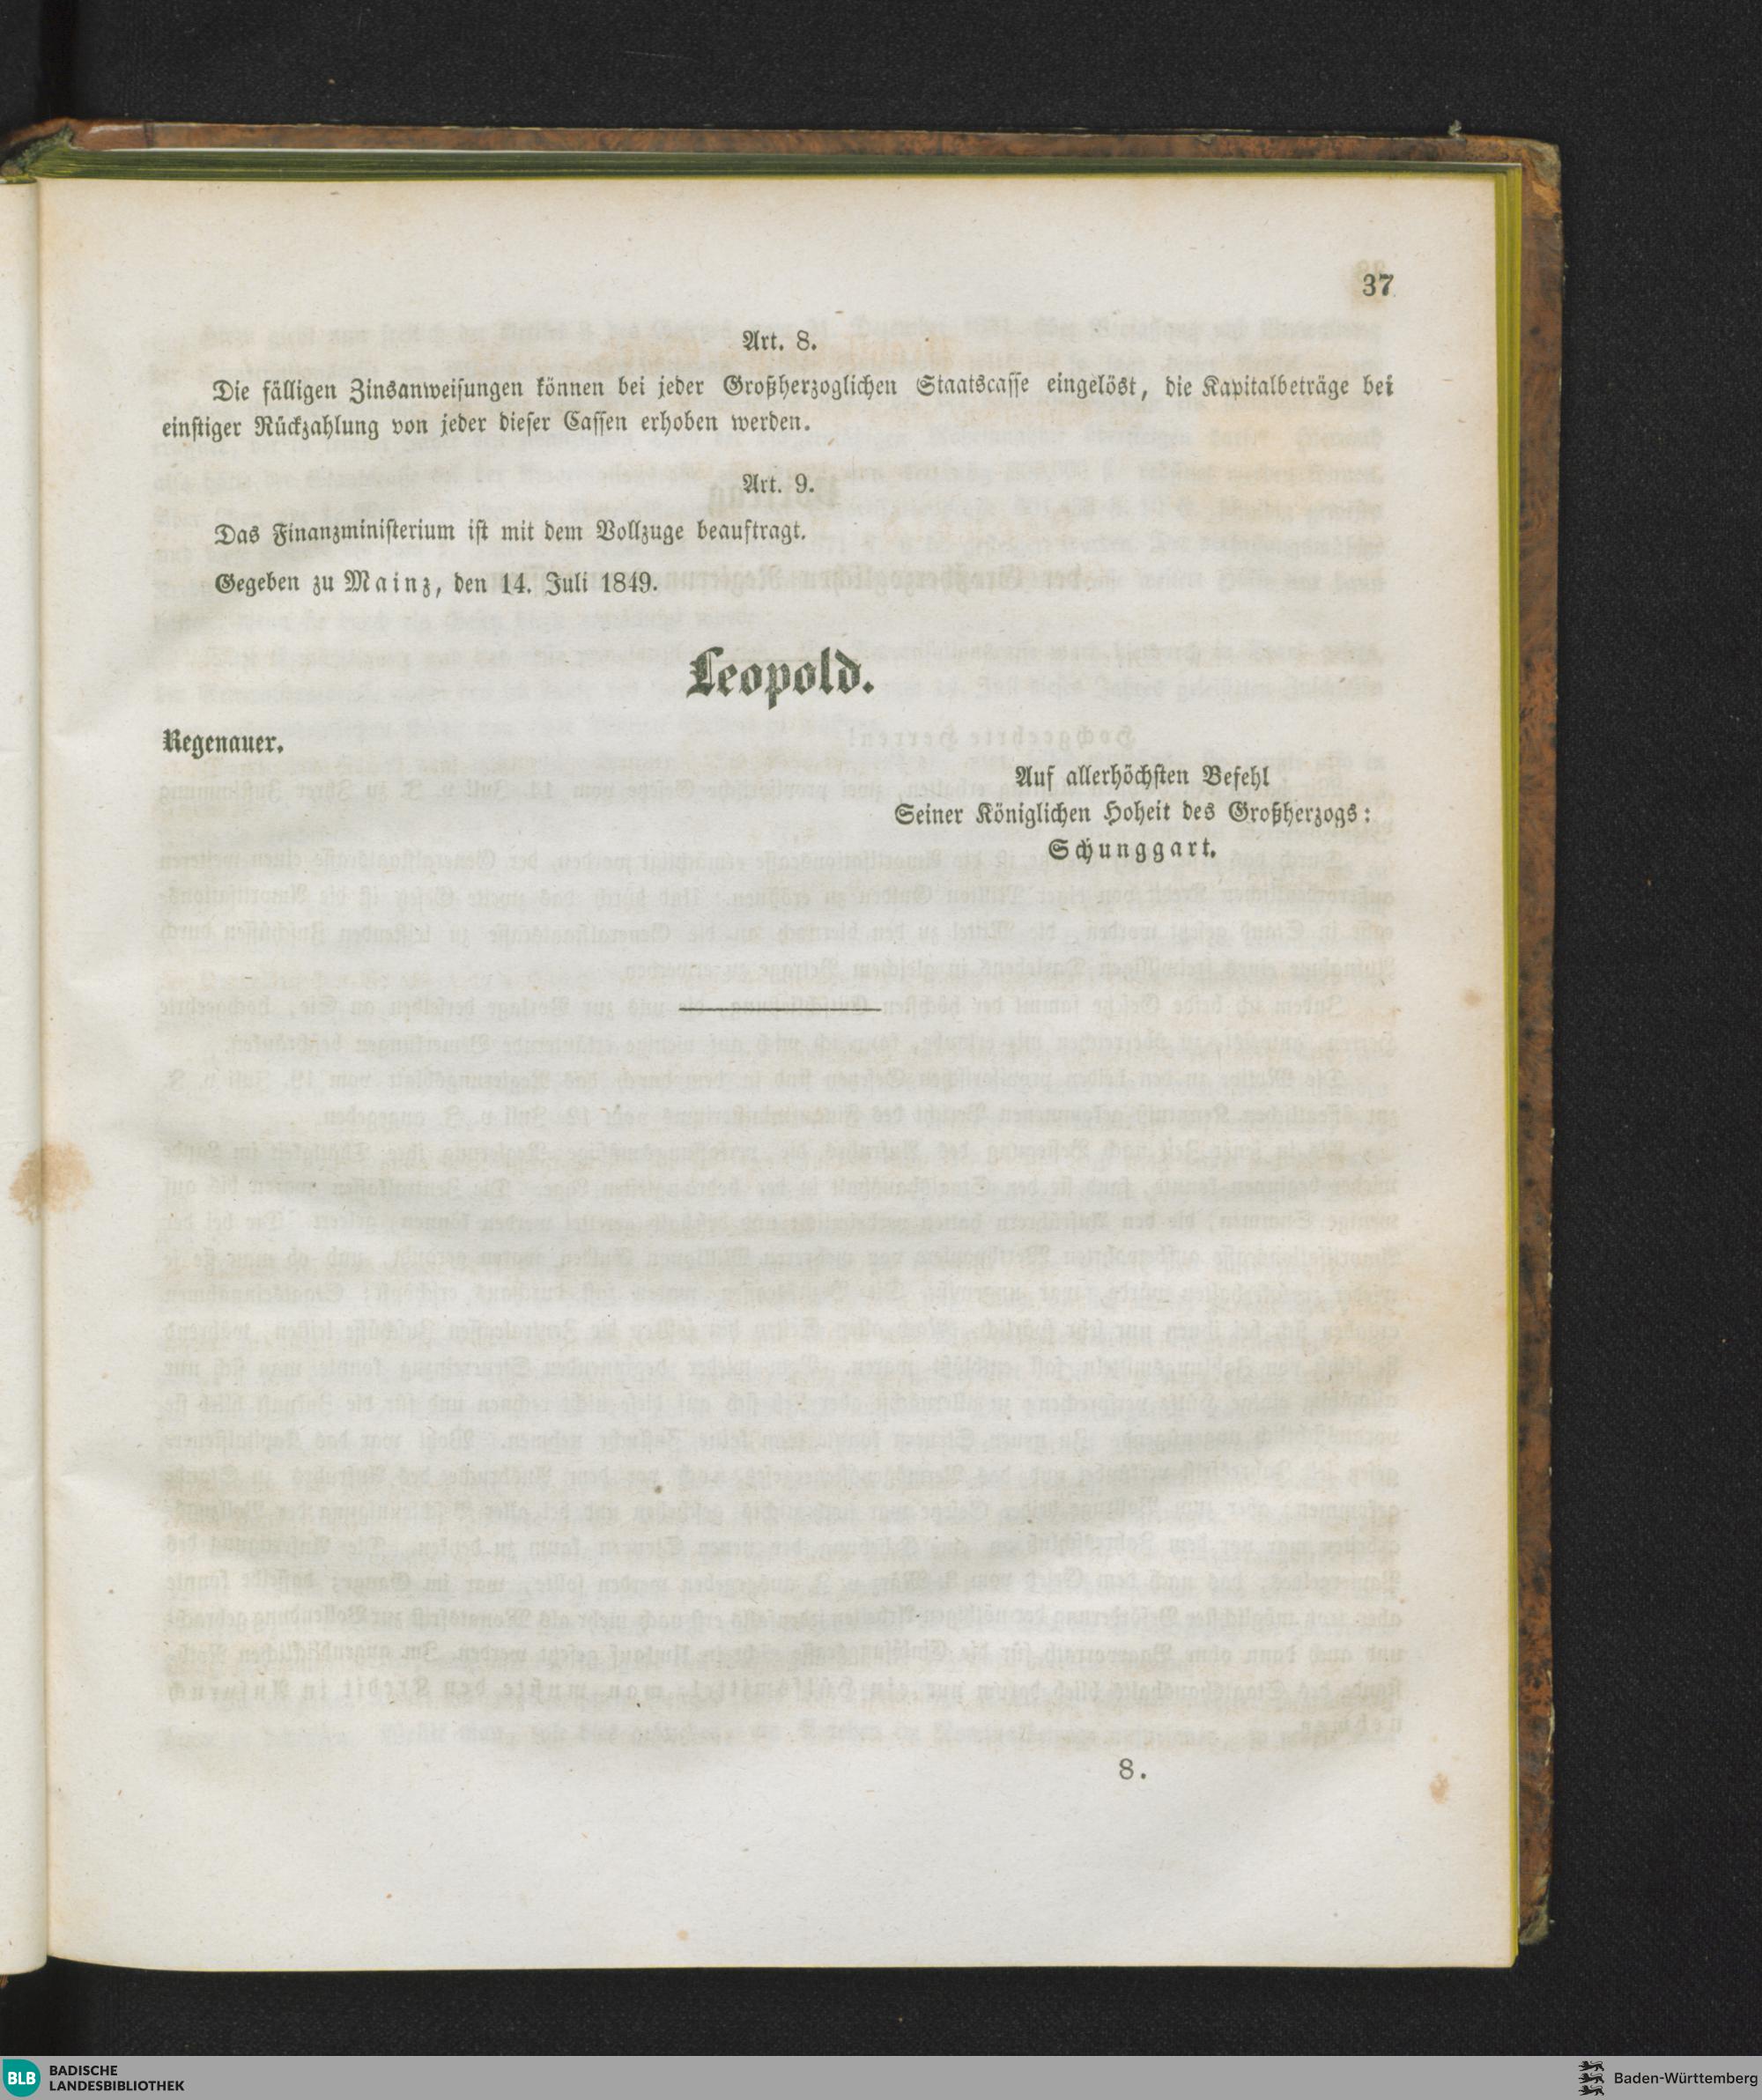 37
Art. 8.
Die fälligen Zinsanweisungen können bei jeder Großherzoglichen Staatscasse eingelöst, die Kapitalbeträge bei
einstiger Rückzahlung von jeder dieser Cassen erhoben werden.
Art. 9.
Das Finanzministerium ist mit dem Vollzuge beauftragt.
Gegeben zu Mainz, den 14. Juli 1849.
Leopold.
Regenauer.
Auf allerhöchsten Befehl
Seiner Königlichen Hoheit des Großherzogs:
Schunggart.
8.
BLB BADISCHE
LANDESBIBLIOTHEK
Baden-Württemberg